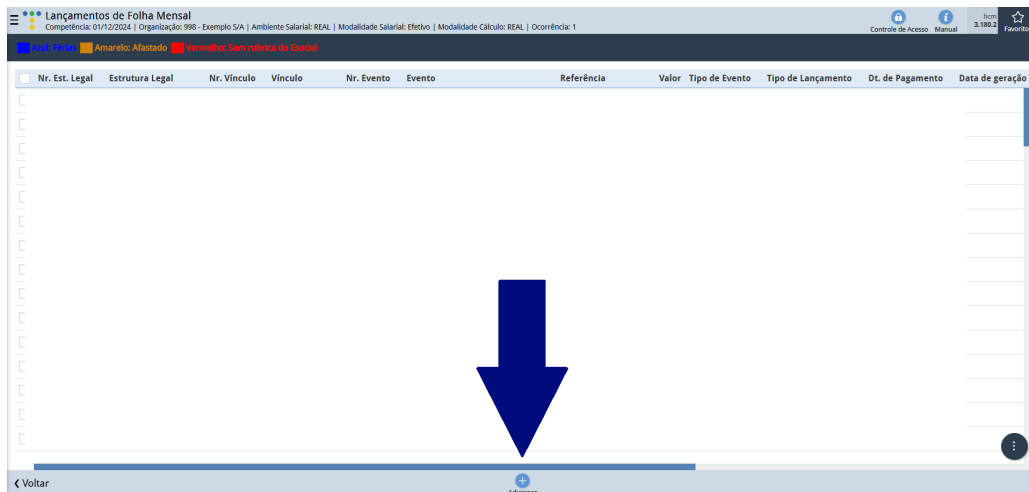 Lançamentos de Folha Mensal
Competência: 01/12/2024 | Organização: 998 - Exemplo S/A | Ambiente Salarial: REAL | Modalidade Salarial: Efetivo | Modalidade Cálculo: REAL | Ocorrência: 1
Controle de Acesso Manual
hcm
3.180.2
Favorito
Azul: Férias Amarelo: Afastado Vermelho: Sem rubrica do Esocial
Nr. Est. Legal Estrutura Legal Nr. Vínculo Vínculo Nr. Evento Evento Referência Valor Tipo de Evento Tipo de Lançamento Dt. de Pagamento Data de geração
Voltar
Adicionar